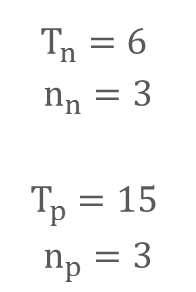 Tₙ = 6
nₙ = 3
Tₚ = 15
nₚ = 3